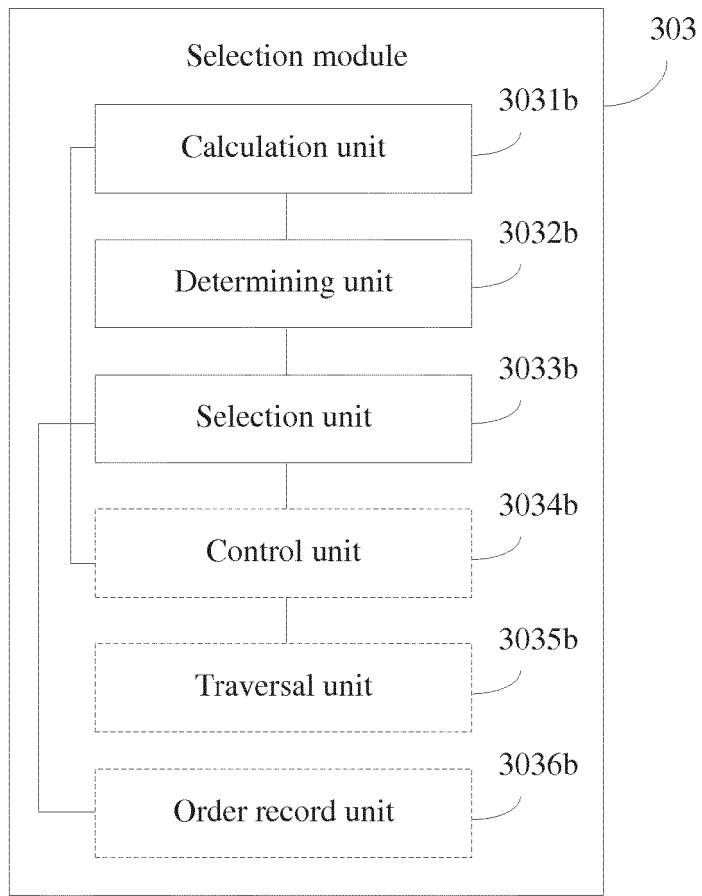 303
Selection module
3031b
Calculation unit
3032b
Determining unit
3033b
Selection unit
3034b
Control unit
3035b
Traversal unit
3036b
Order record unit